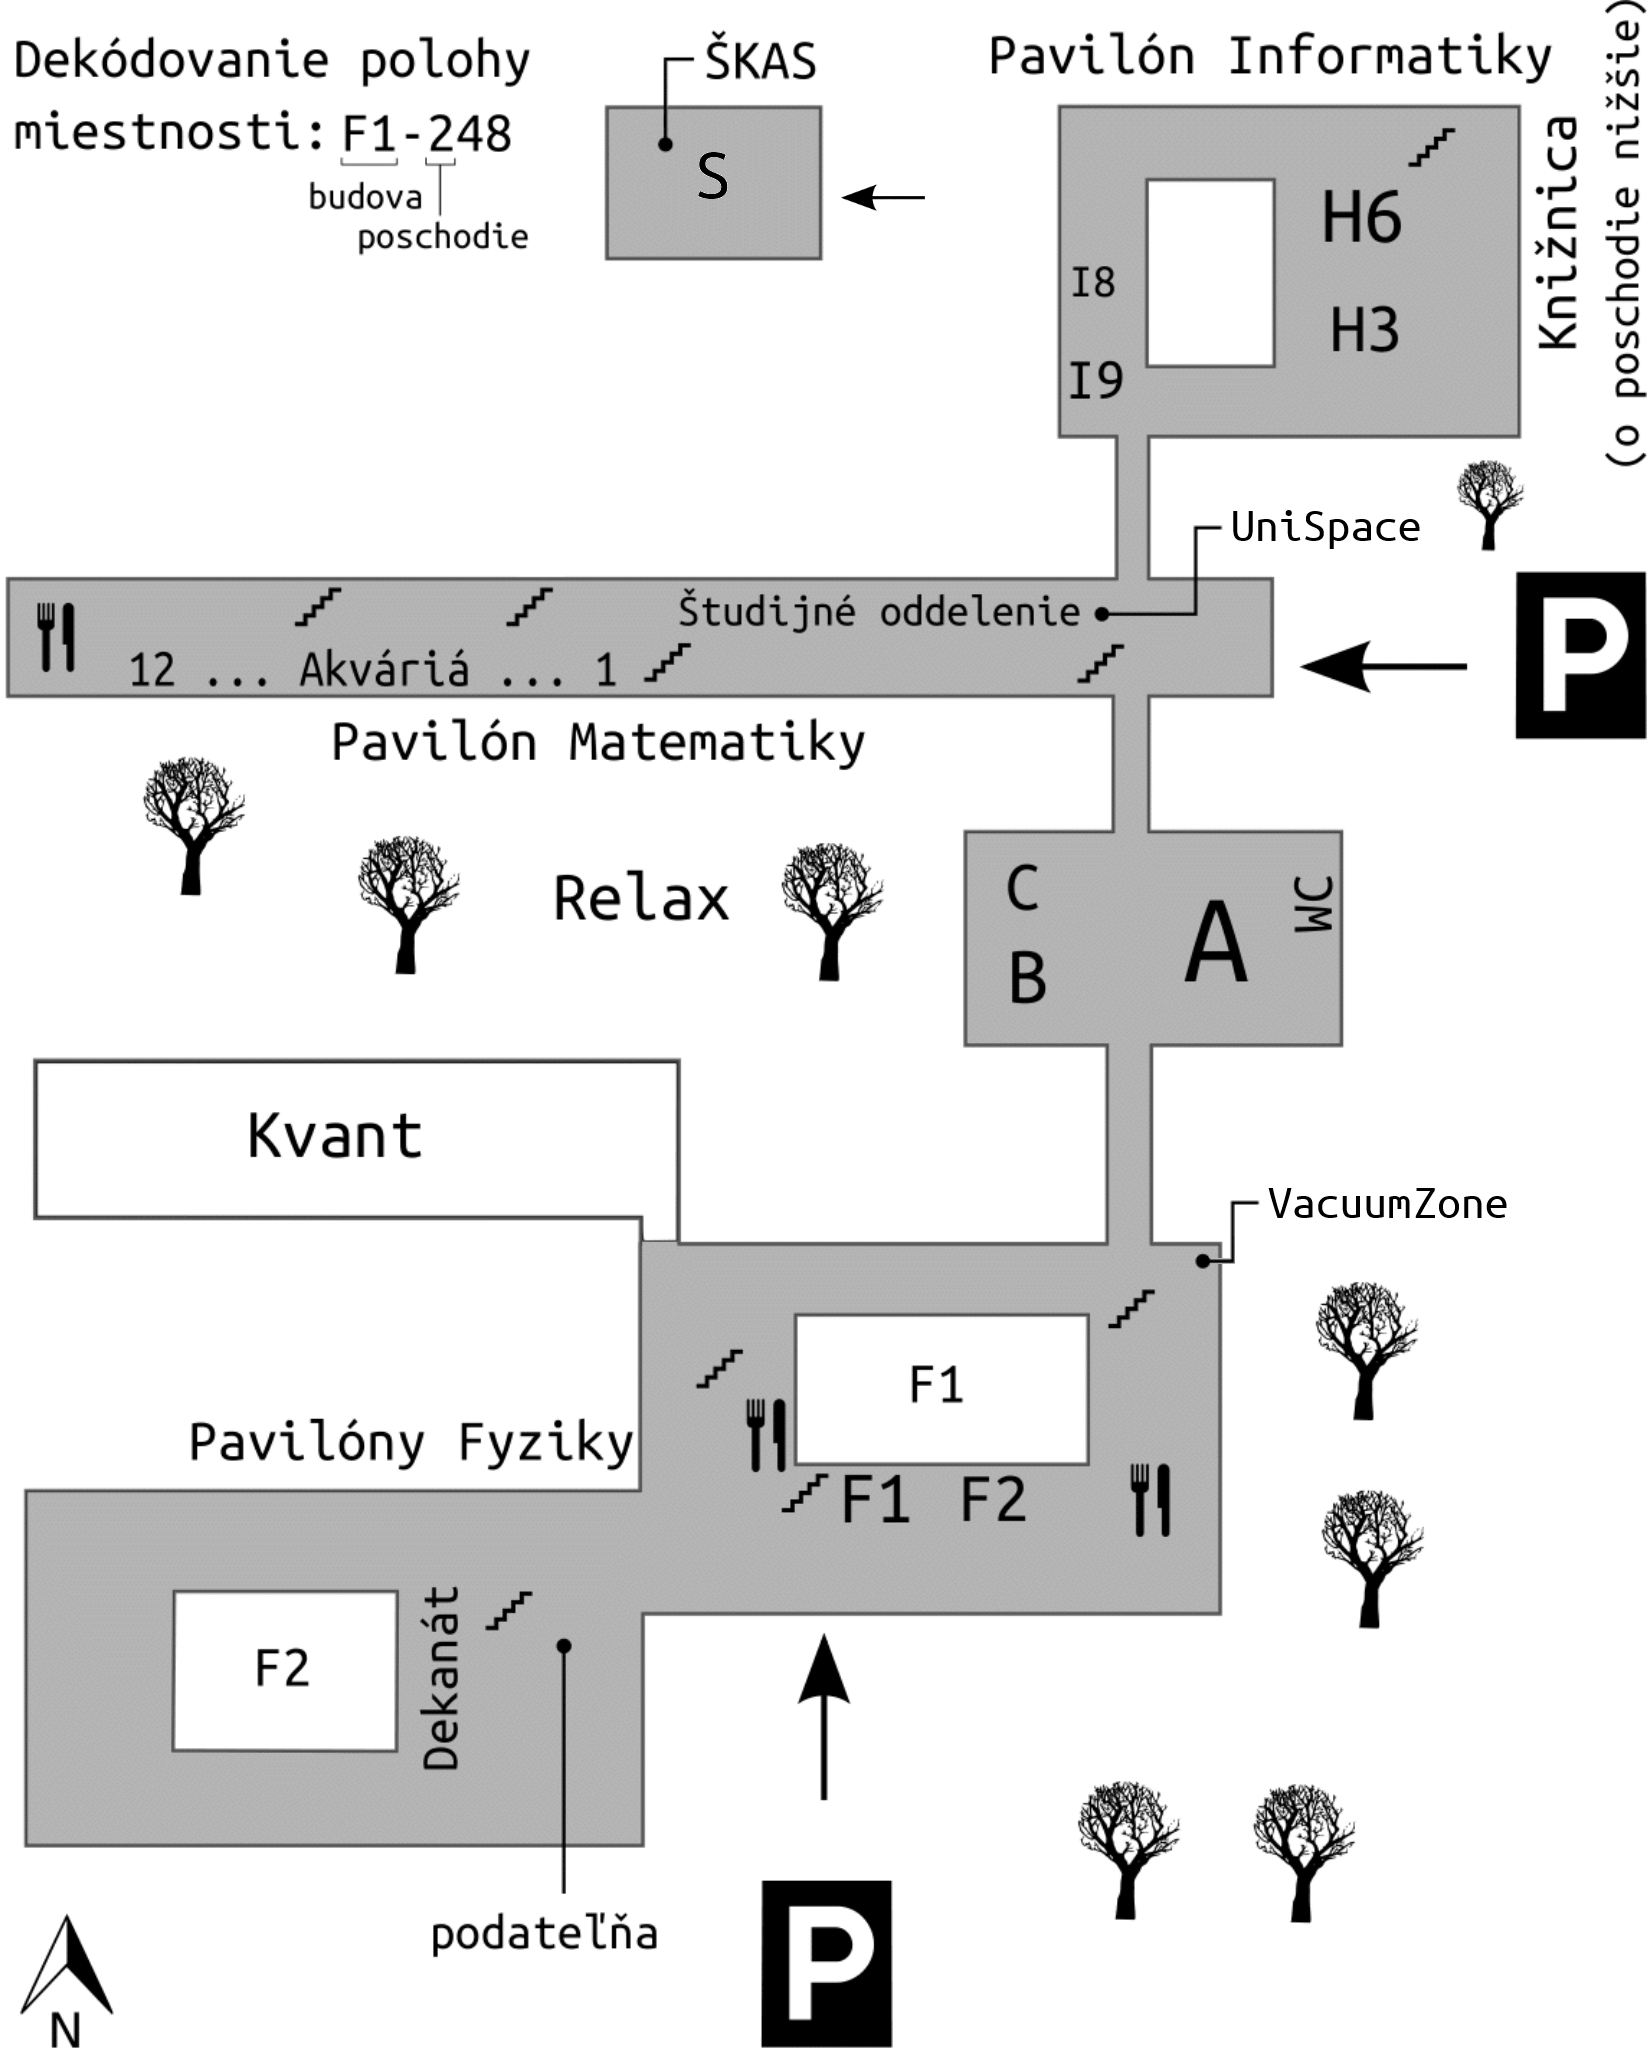 Dekódovanie polohy
miestnosti: F1-248
budova
poschodie
ŠKAS
S
Pavilón Informatiky
H6
H3
I8
I9
Knižnica
(o poschodie nižšie)
UniSpace
Študijné oddelenie
12 ... Akváriá ... 1
P
Pavilón Matematiky
Relax
C
B
A
WC
Kvant
VacuumZone
F1
Pavilóny Fyziky
F1 F2
F2
Dekanát
podateľňa
P
N